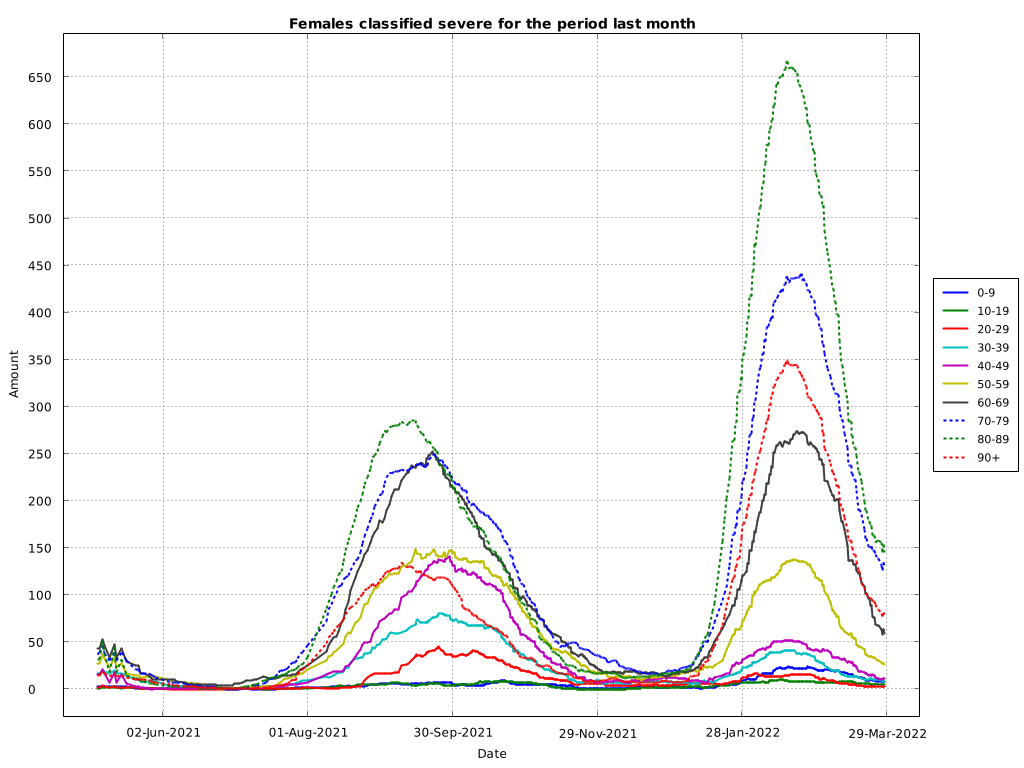 Females classified severe for the period last month
650
600
550
500
450
400
350
300
250
200
150
100
50
0
Amount
02-Jun-2021
01-Aug-2021
30-Sep-2021
29-Nov-2021
28-Jan-2022
29-Mar-2022
Date
0-9
10-19
20-29
30-39
40-49
50-59
60-69
70-79
80-89
90+